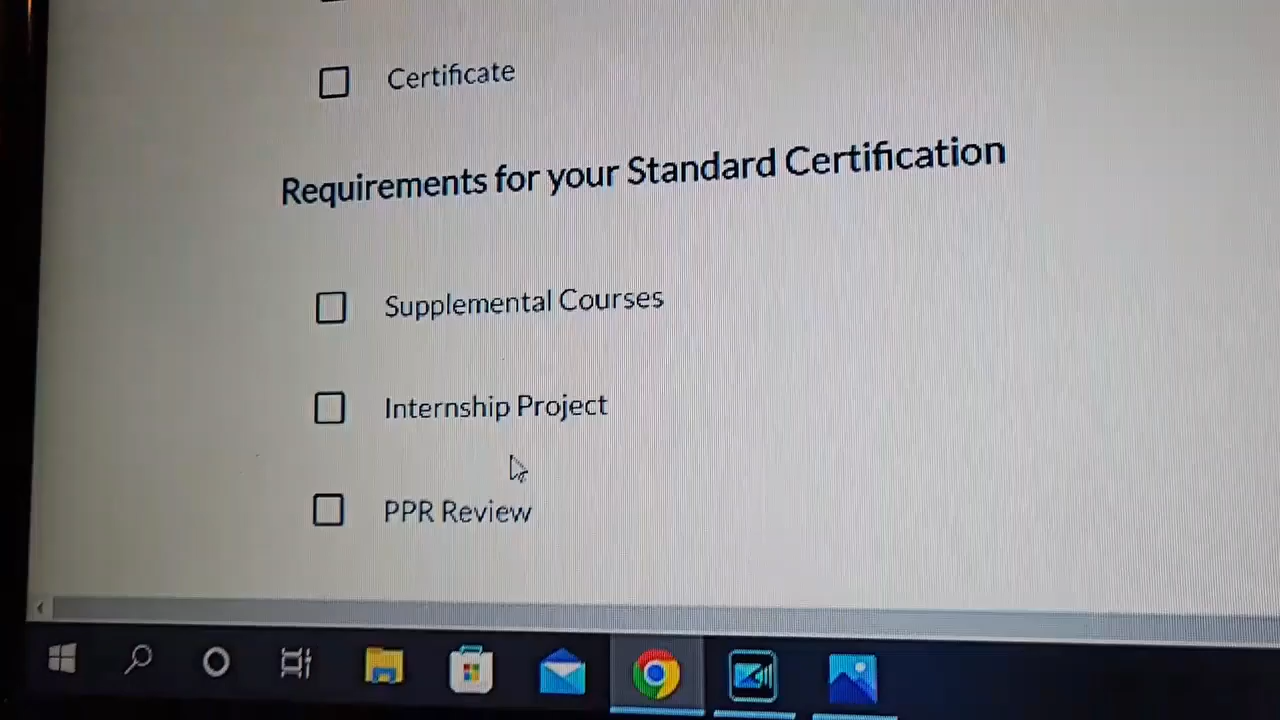 Certificate
Requirements for your Standard Certification
Supplemental Courses
Internship Project
PPR Review